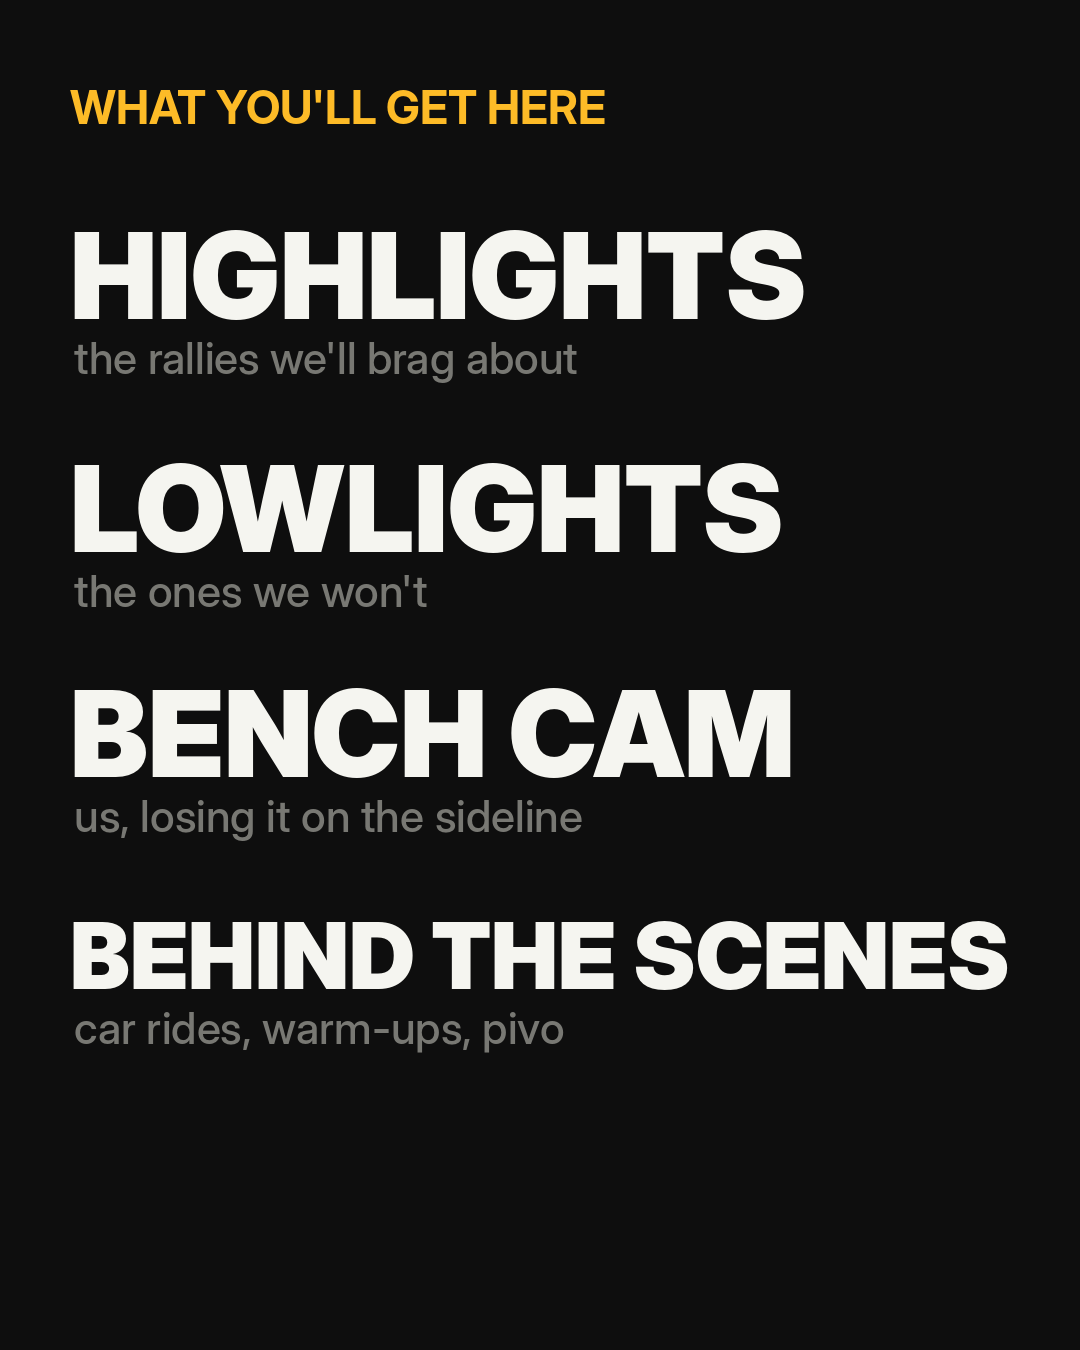 WHAT YOU'LL GET HERE
HIGHLIGHTS
the rallies we'll brag about
LOWLIGHTS
the ones we won't
BENCH CAM
us, losing it on the sideline
BEHIND THE SCENES
car rides, warm-ups, pivo